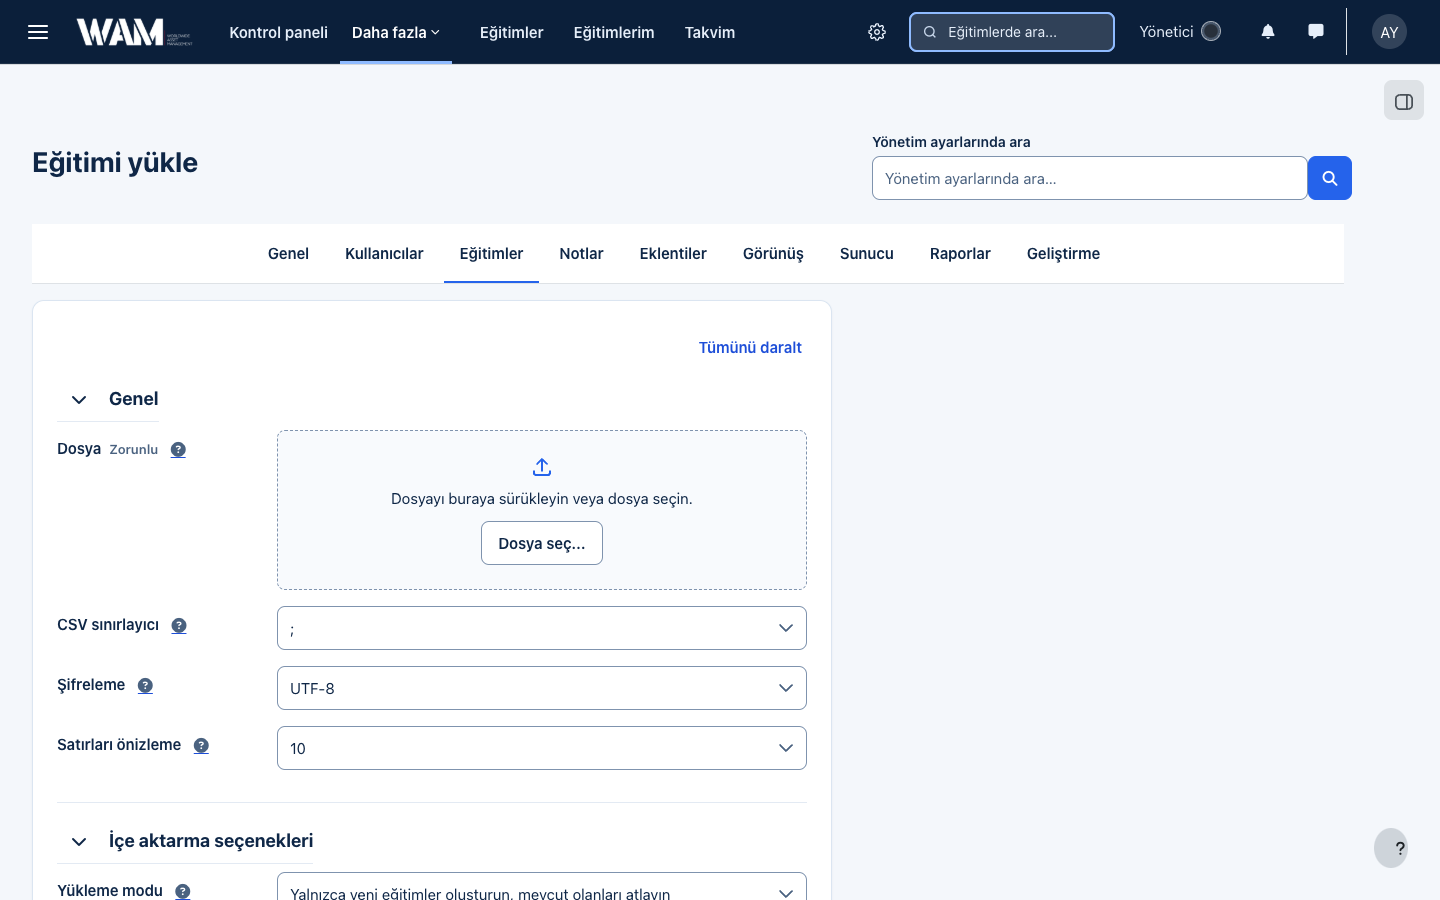 WAM WORLDWIDE ASSET MANAGEMENT
Kontrol paneli Daha fazla Eğitimler Eğitimlerim Takvim
Eğitimlerde ara...
Yönetici
AY
Eğitimi yükle
Yönetim ayarlarında ara
Yönetim ayarlarında ara...
Genel Kullanıcılar Eğitimler Notlar Eklentiler Görünüş Sunucu Raporlar Geliştirme
Tümünü daralt
Genel
Dosya Zorunlu ?
Dosyayı buraya sürükleyin veya dosya seçin.
Dosya seç...
CSV sınırlayıcı ?
;
Şifreleme ?
UTF-8
Satırları önizleme ?
10
İçe aktarma seçenekleri
?
Yükleme modu ?
Yalnızca yeni eğitimler oluşturun, mevcut olanları atlayın